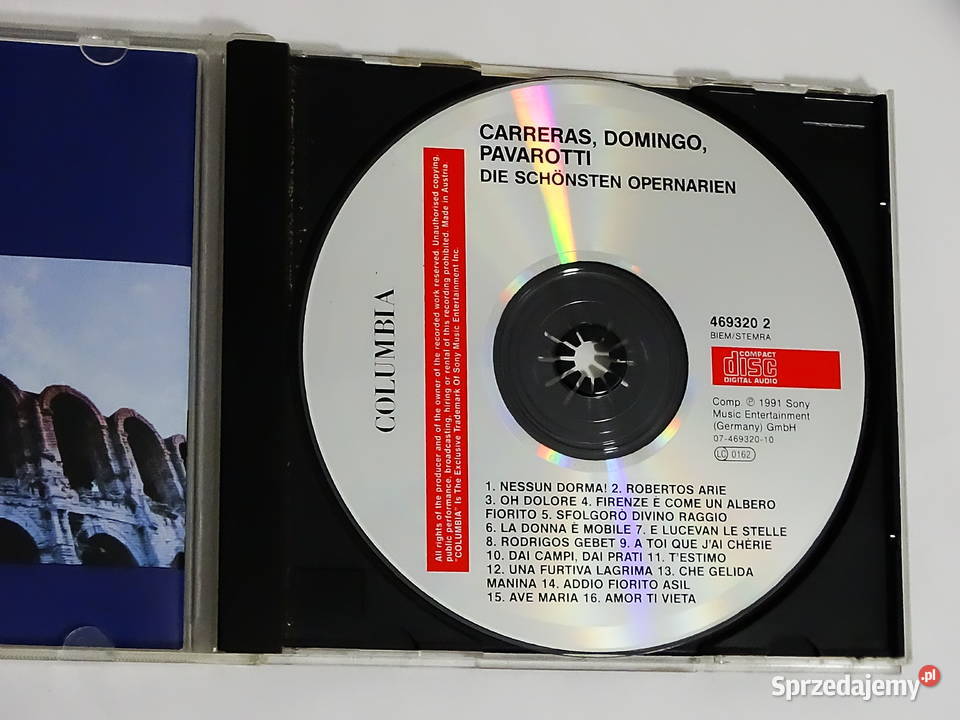 CARRERAS, DOMINGO,
PAVAROTTI
DIE SCHÖNSTEN OPERNARIEN
All rights of the producer and of the owner of the recorded work reserved. Unauthorised copying,
public performance, broadcasting, hiring or rental of this recording prohibited. Made in Austria.
"COLUMBIA" Is The Exclusive Trademark Of Sony Music Entertainment Inc.
COLUMBIA
469320 2
BIEM/STEMRA
COMPACT
disc
DIGITAL AUDIO
Comp. ℗ 1991 Sony
Music Entertainment
(Germany) GmbH
07-469320-10
LC 0162
1. NESSUN DORMA! 2. ROBERTOS ARIE
3. OH DOLORE 4. FIRENZE È COME UN ALBERO
FIORITO 5. SFOLGORÒ DIVINO RAGGIO
6. LA DONNA È MOBILE 7. E LUCEVAN LE STELLE
8. RODRIGOS GEBET 9. A TOI QUE J'AI CHÉRIE
10. DAI CAMPI, DAI PRATI 11. T'ESTIMO
12. UNA FURTIVA LAGRIMA 13. CHE GELIDA
MANINA 14. ADDIO FIORITO ASIL
15. AVE MARIA 16. AMOR TI VIETA
Sprzedajemy.pl